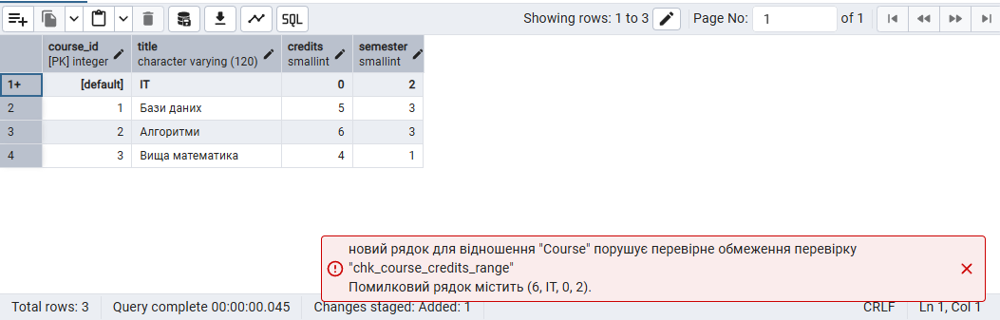 SQL Showing rows: 1 to 3 Page No: 1 of 1
course_id title credits semester
[PK] integer character varying (120) smallint smallint
1+ [default] IT 0 2
2 1 Бази даних 5 3
3 2 Алгоритми 6 3
4 3 Вища математика 4 1
новий рядок для відношення "Course" порушує перевірне обмеження перевірку
"chk_course_credits_range"
Помилковий рядок містить (6, IT, 0, 2).
Total rows: 3 Query complete 00:00:00.045 Changes staged: Added: 1 CRLF Ln 1, Col 1